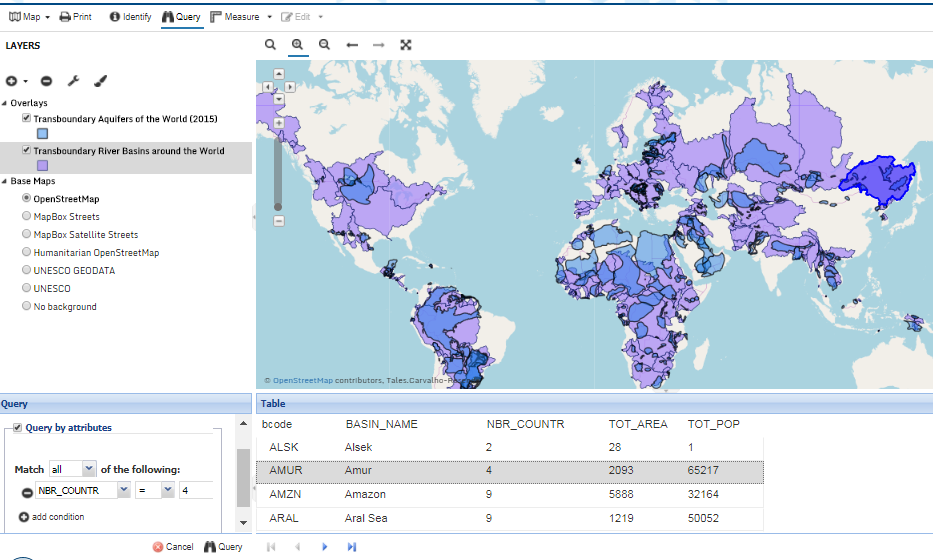 Map Print Identify Query Measure Edit
LAYERS
Overlays
Transboundary Aquifers of the World (2015)
Transboundary River Basins around the World
Base Maps
OpenStreetMap
MapBox Streets
MapBox Satellite Streets
Humanitarian OpenStreetMap
UNESCO GEODATA
UNESCO
No background
© OpenStreetMap contributors, Tales.Carvalho-Re
Query
Query by attributes
Match all of the following:
NBR_COUNTR = 4
add condition
Cancel Query
Table
bcode BASIN_NAME NBR_COUNTR TOT_AREA TOT_POP
ALSK Alsek 2 28 1
AMUR Amur 4 2093 65217
AMZN Amazon 9 5888 32164
ARAL Aral Sea 9 1219 50052